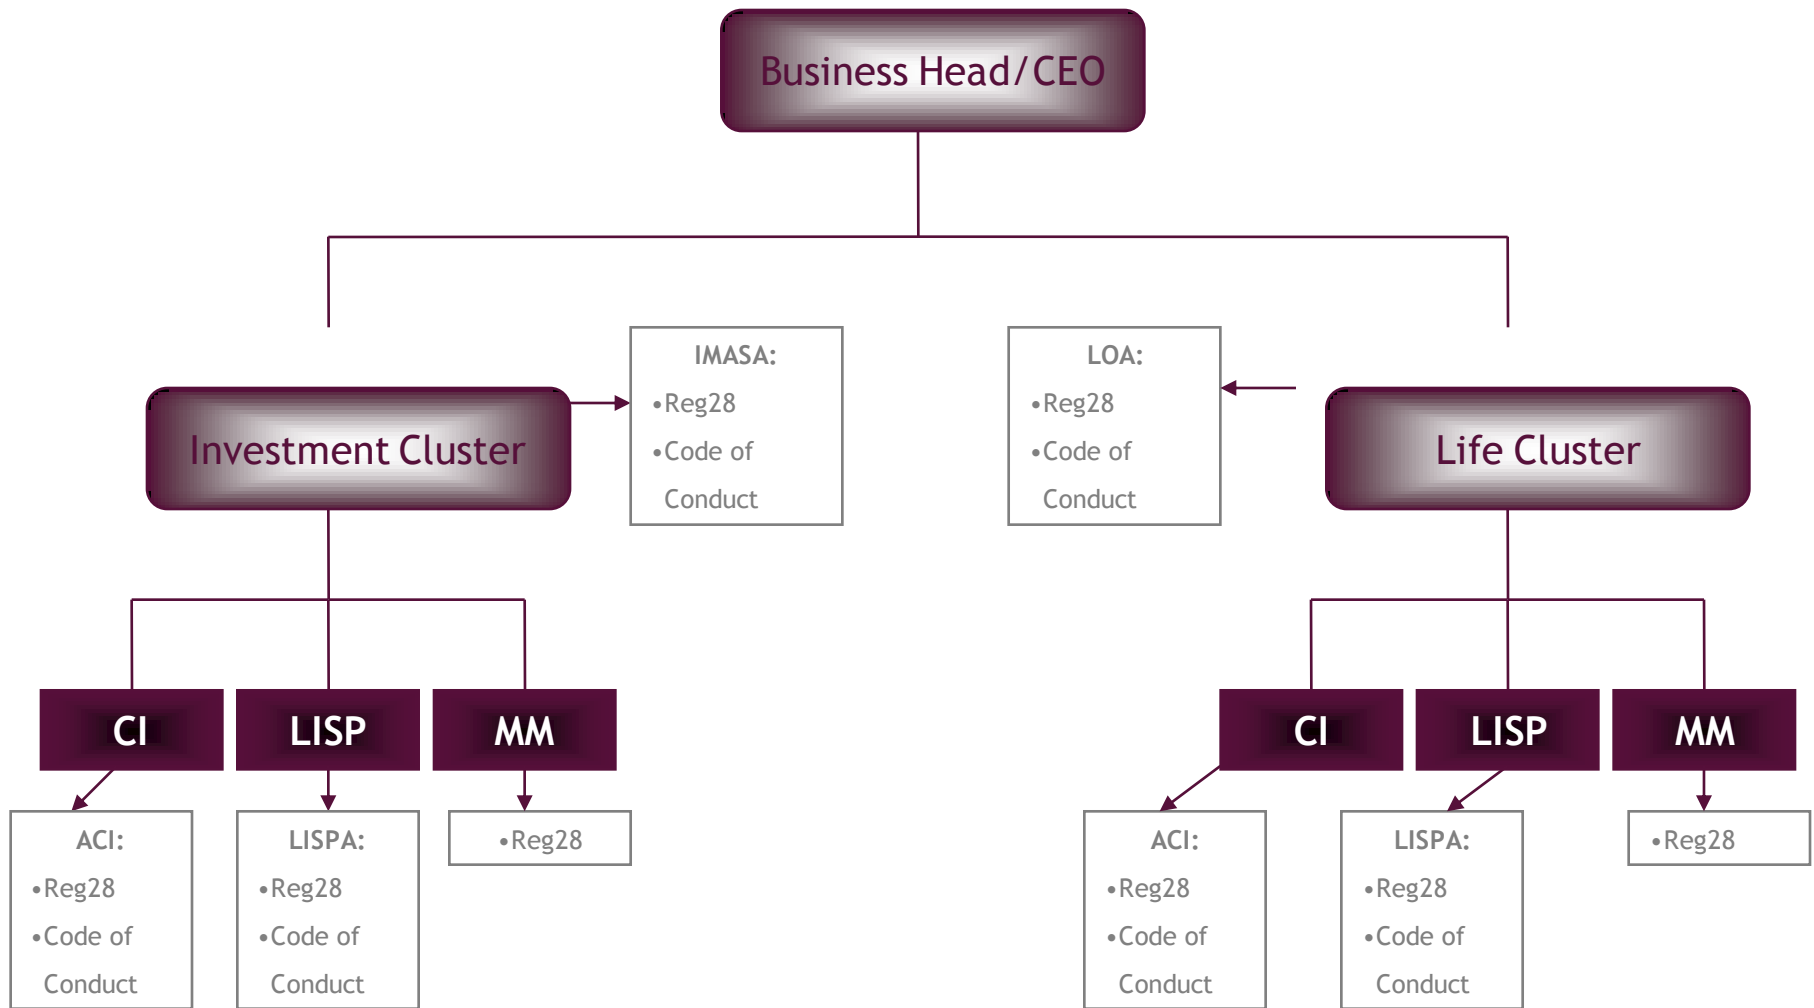 Business Head/CEO
IMASA:
•Reg28
•Code of
Conduct
LOA:
•Reg28
•Code of
Conduct
Investment Cluster
Life Cluster
CI
LISP
MM
CI
LISP
MM
ACI:
•Reg28
•Code of
Conduct
LISPA:
•Reg28
•Code of
Conduct
•Reg28
ACI:
•Reg28
•Code of
Conduct
LISPA:
•Reg28
•Code of
Conduct
•Reg28